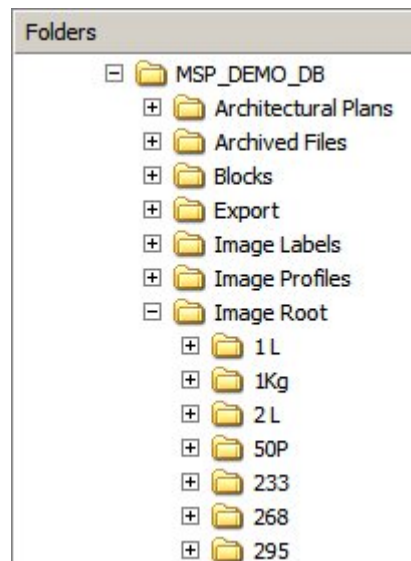 Folders
MSP_DEMO_DB
Architectural Plans
Archived Files
Blocks
Export
Image Labels
Image Profiles
Image Root
1 L
1Kg
2 L
50P
233
268
295